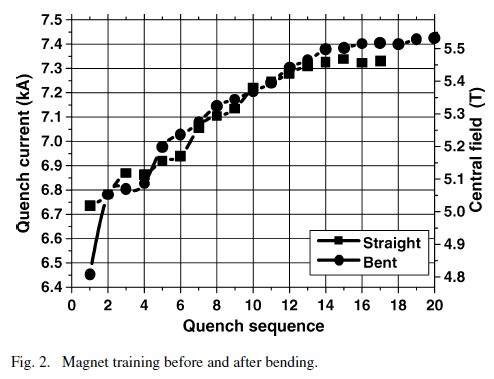 7.5
7.4
7.3
7.2
7.1
7.0
6.9
6.8
6.7
6.6
6.5
6.4
Quench current (kA)
5.5
5.4
5.3
5.2
5.1
5.0
4.9
4.8
Central field (T)
Straight
Bent
0 2 4 6 8 10 12 14 16 18 20
Quench sequence
Fig. 2. Magnet training before and after bending.